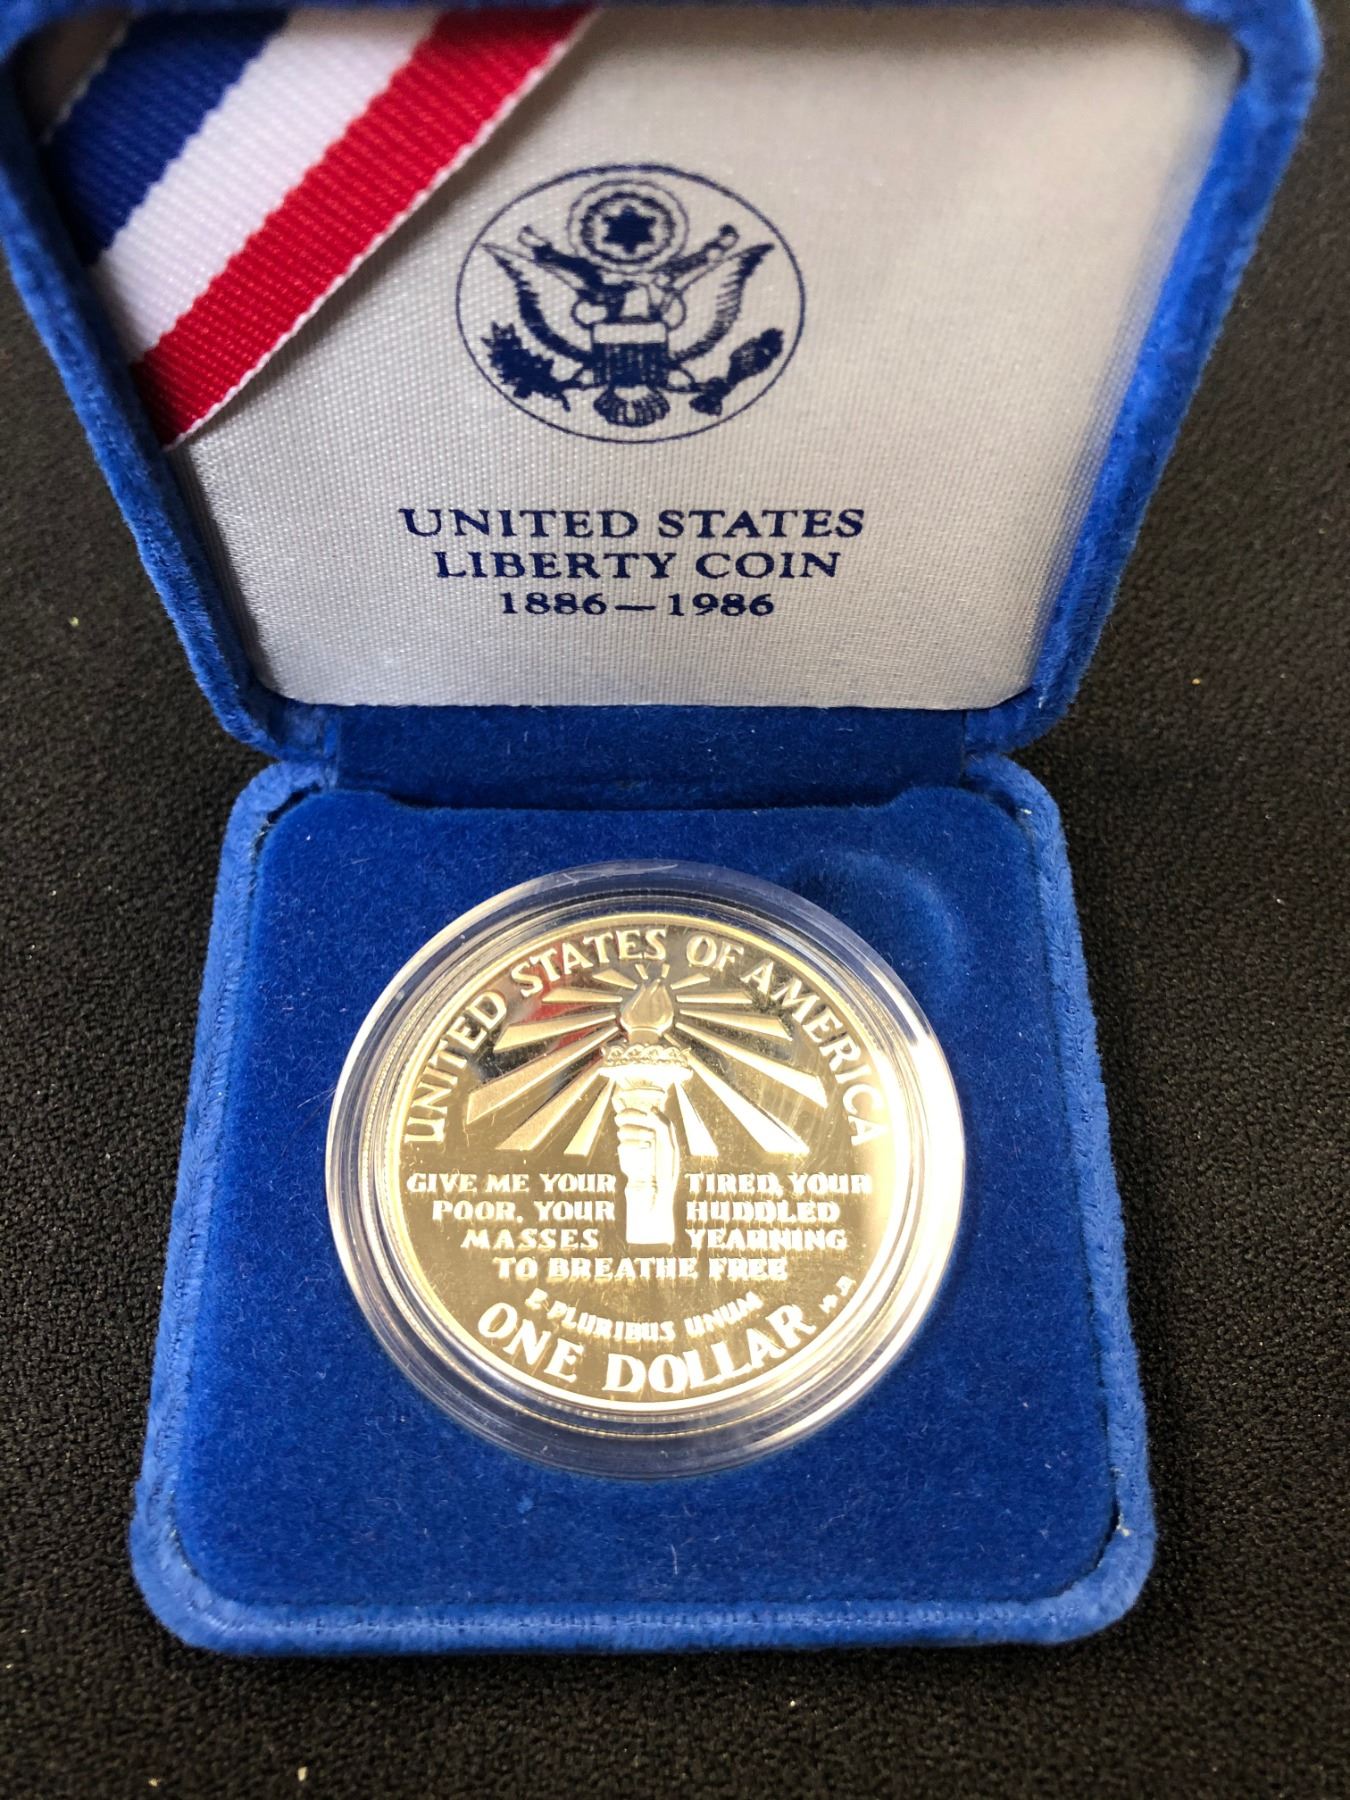 UNITED STATES
LIBERTY COIN
1886—1986
UNITED STATES OF AMERICA
GIVE ME YOUR TIRED, YOUR
POOR, YOUR HUDDLED
MASSES YEARNING
TO BREATHE FREE
E PLURIBUS UNUM
ONE DOLLAR